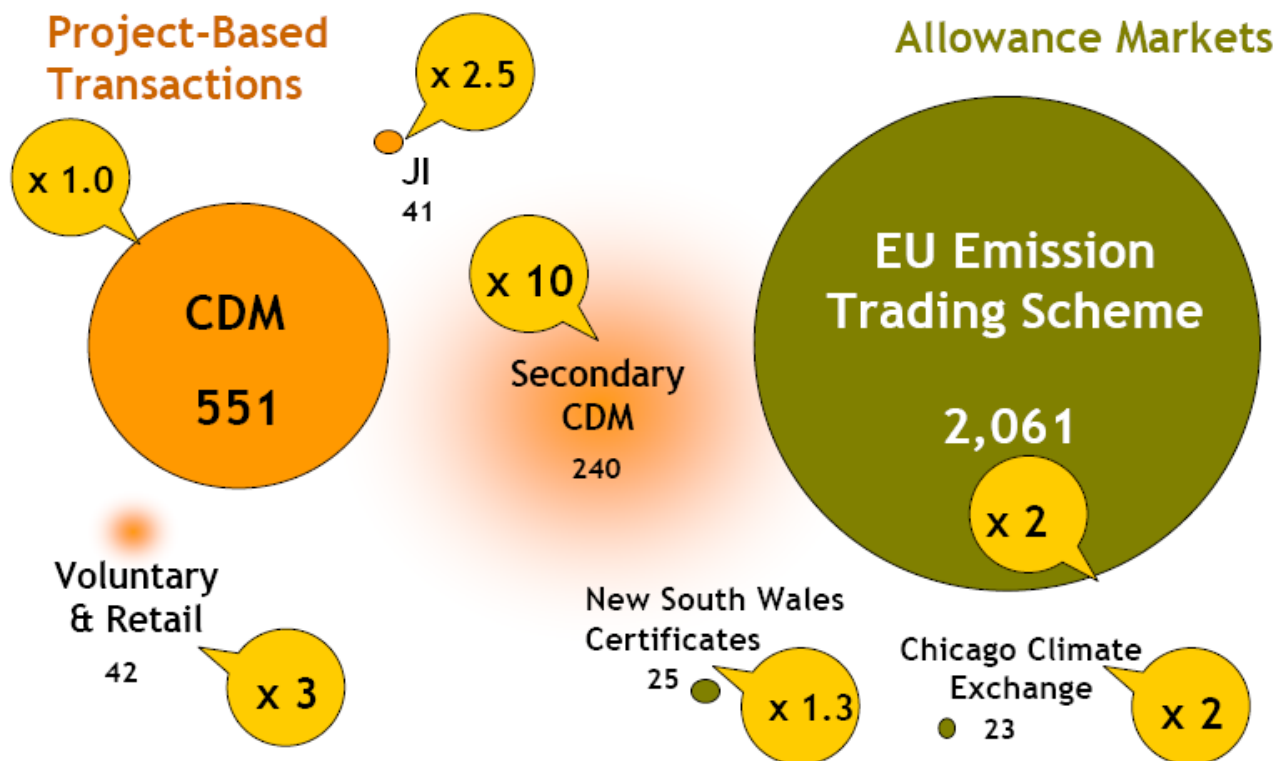 Project-Based
Transactions
Allowance Markets
x 2.5
JI
41
x 1.0
CDM
551
x 10
Secondary
CDM
240
EU Emission
Trading Scheme
2,061
x 2
Voluntary
& Retail
42
x 3
New South Wales
Certificates
25
x 1.3
Chicago Climate
Exchange
23
x 2